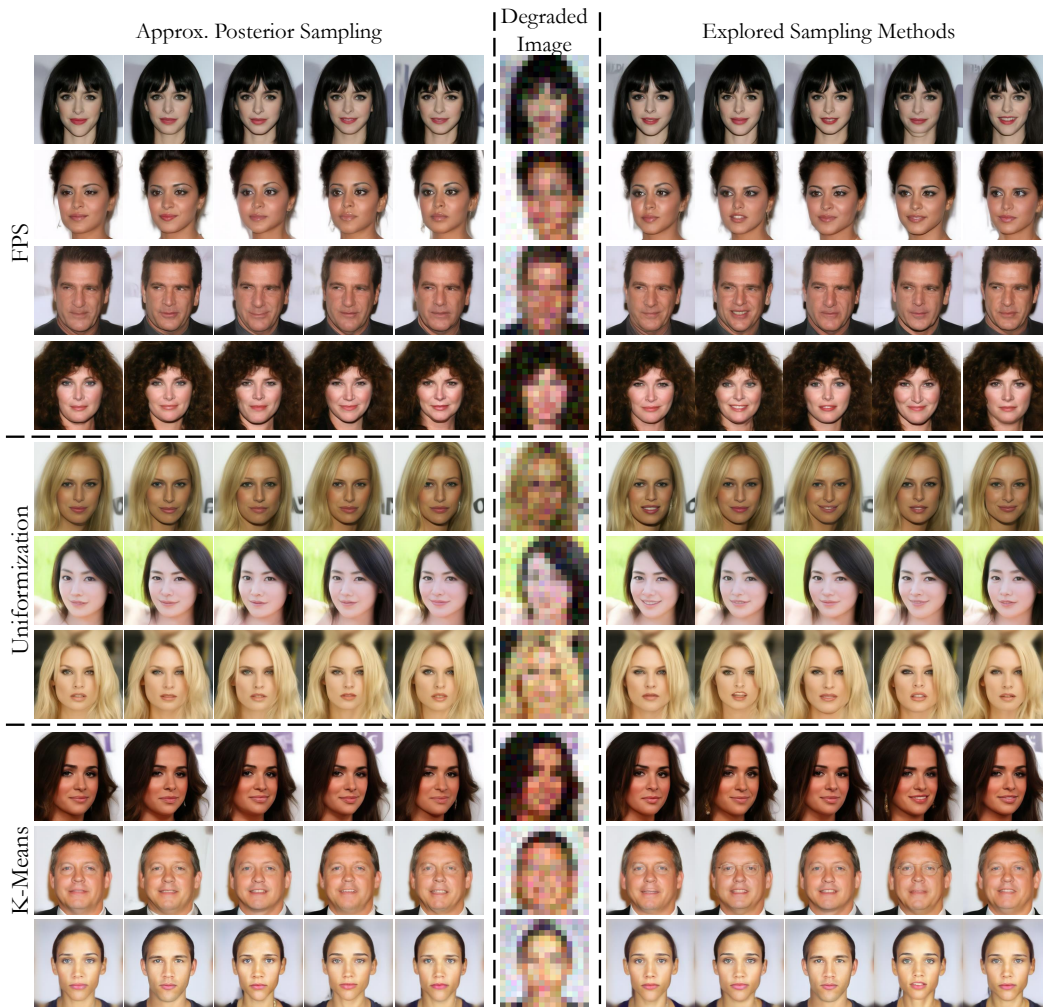 Approx. Posterior Sampling
Degraded
Image
Explored Sampling Methods
FPS
Uniformization
K-Means